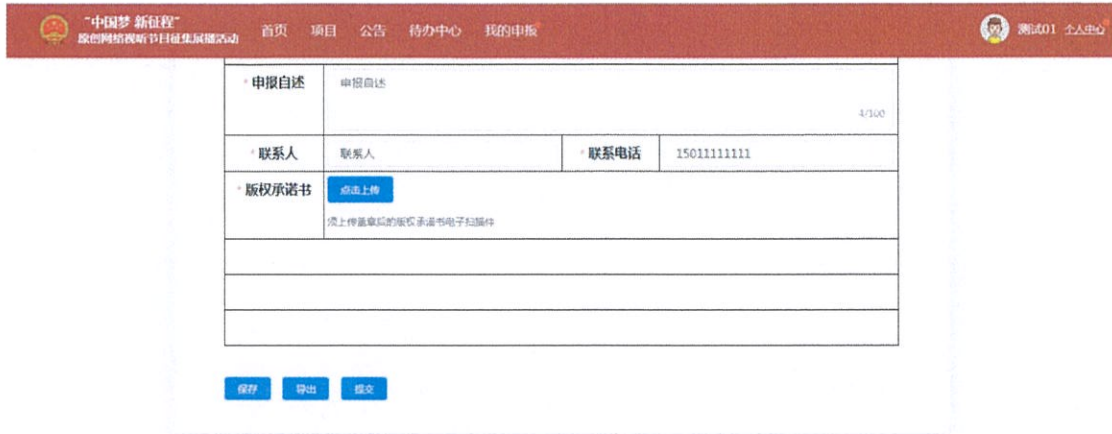 "中国梦 新征程"
原创网络视听节目征集展播活动
首页 项目 公告 待办中心 我的申报
测试01 个人中心
* 申报自述 申报自述
4/100
* 联系人 联系人 * 联系电话 15011111111
* 版权承诺书 点击上传
须上传盖章后的版权承诺书电子扫描件
保存 导出 提交